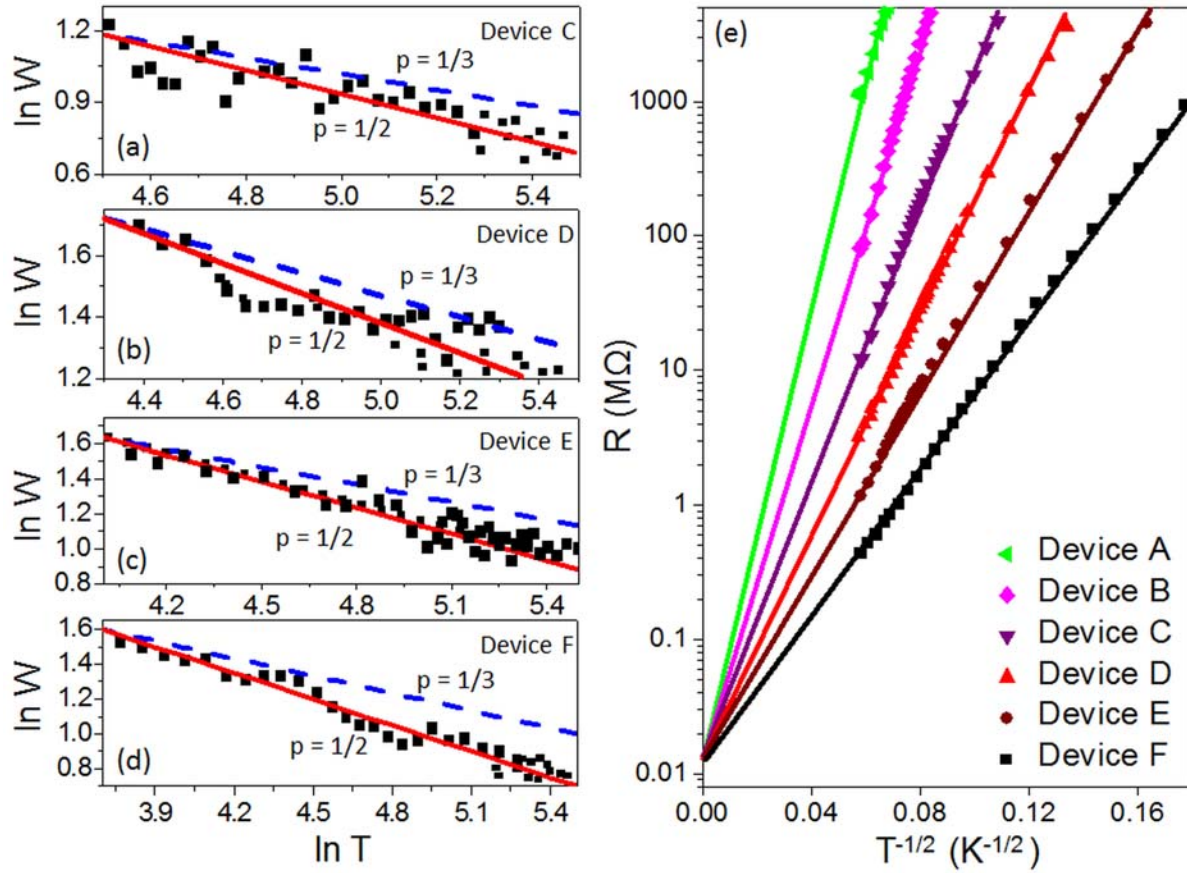 1.2
0.9
0.6
ln W
Device C
p = 1/3
p = 1/2
(a)
4.6 4.8 5.0 5.2 5.4
1.6
1.4
1.2
ln W
Device D
p = 1/3
p = 1/2
(b)
4.4 4.6 4.8 5.0 5.2 5.4
1.6
1.4
1.2
1.0
0.8
ln W
Device E
p = 1/3
p = 1/2
(c)
4.2 4.5 4.8 5.1 5.4
1.6
1.4
1.2
1.0
0.8
ln W
Device F
p = 1/3
p = 1/2
(d)
3.9 4.2 4.5 4.8 5.1 5.4
ln T
(e)
1000
100
10
1
0.1
0.01
R (MΩ)
Device A
Device B
Device C
Device D
Device E
Device F
0.00 0.04 0.08 0.12 0.16
T⁻¹/² (K⁻¹/²)